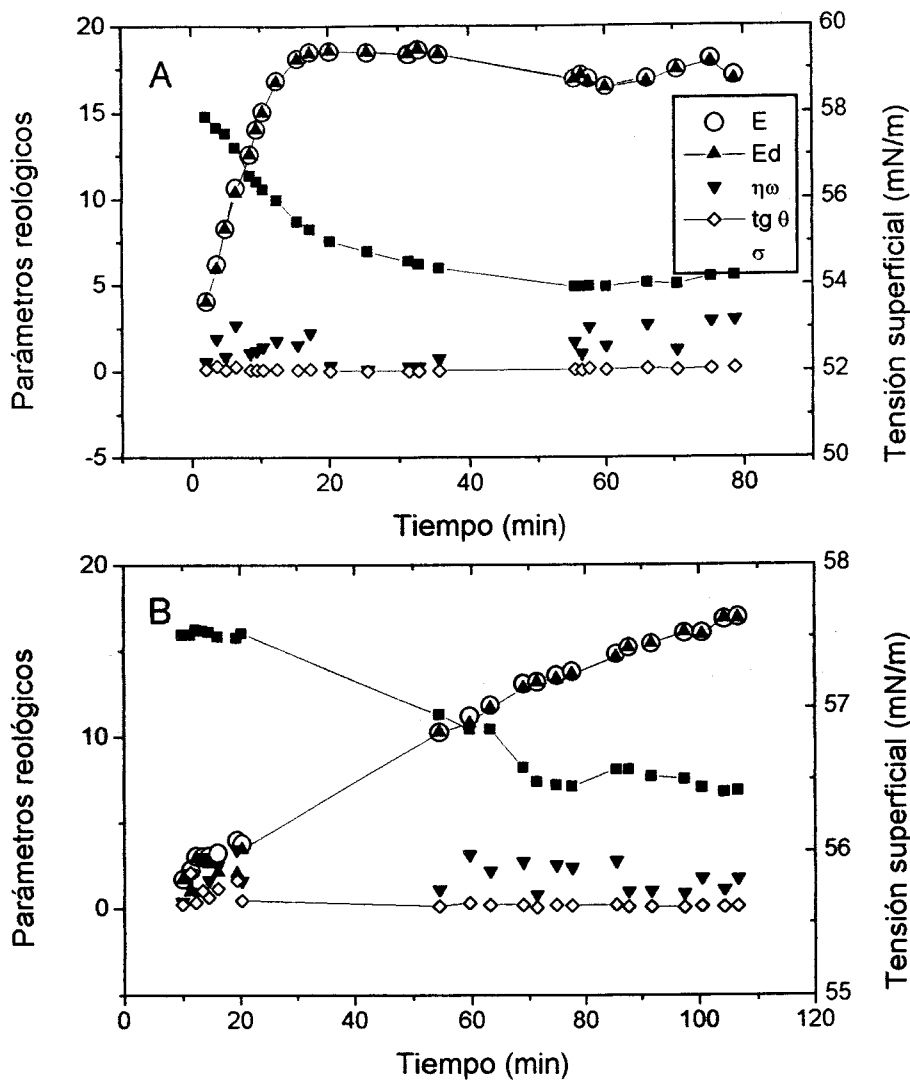 A
Parámetros reológicos
20
15
10
5
0
-5
60
58
56
54
52
50
Tensión superficial (mN/m)
E
Ed
ηω
tg θ
σ
0
20
40
60
80
Tiempo (min)
B
Parámetros reológicos
20
10
0
58
57
56
55
Tensión superficial (mN/m)
0
20
40
60
80
100
120
Tiempo (min)